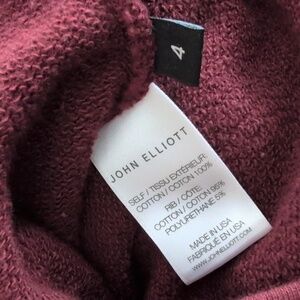 4
JOHN ELLIOTT
SELF / TISSU EXTÉRIEUR:
COTTON / COTON 100%
RIB / CÔTE:
COTTON / COTON 95%
POLYURETHANE 5%
MADE IN USA
FABRIQUÉ EN USA
WWW.JOHNELLIOTT.COM